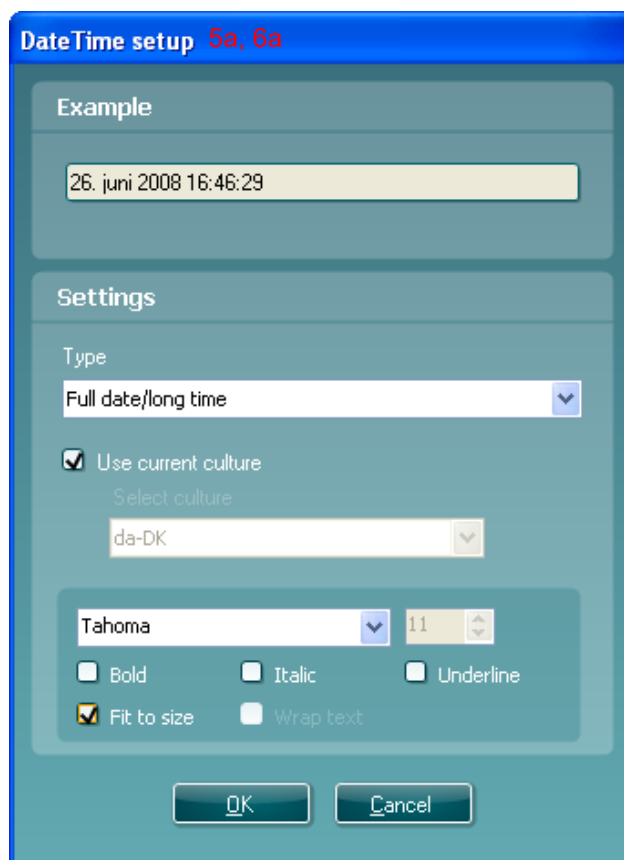 DateTime setup 5a, 6a
Example
26. juni 2008 16:46:29
Settings
Type
Full date/long time
Use current culture
Select culture
da-DK
Tahoma 11
Bold Italic Underline
Fit to size Wrap text
OK Cancel